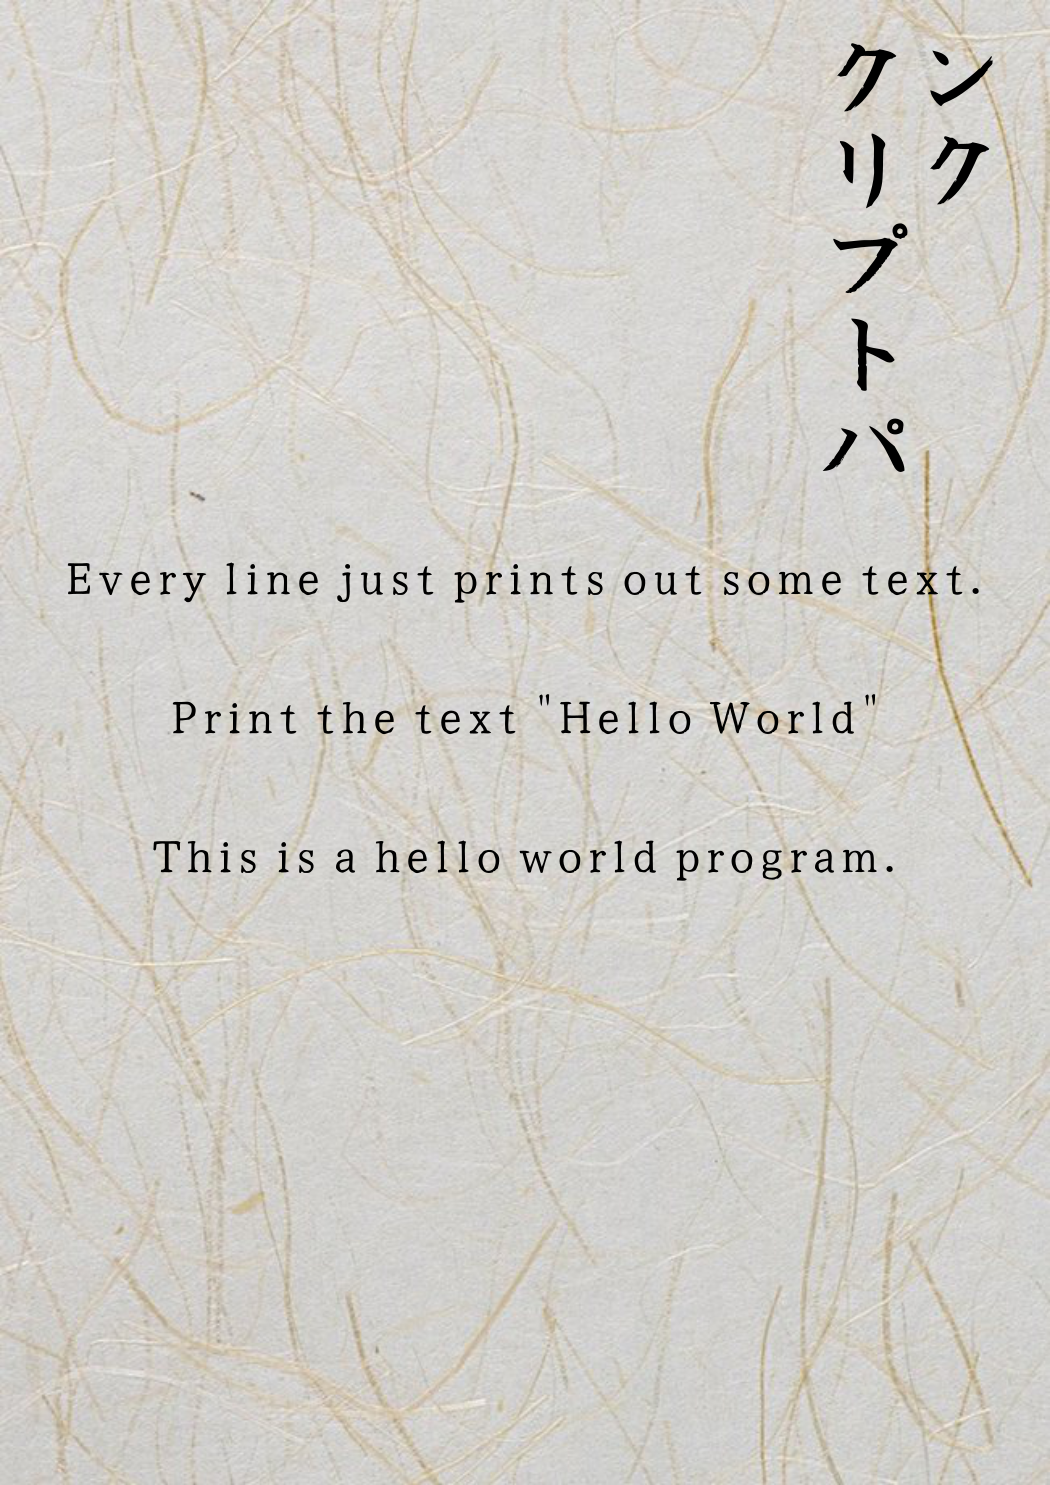 ンク
クリプトパ
Every line just prints out some text.
Print the text "Hello World"
This is a hello world program.